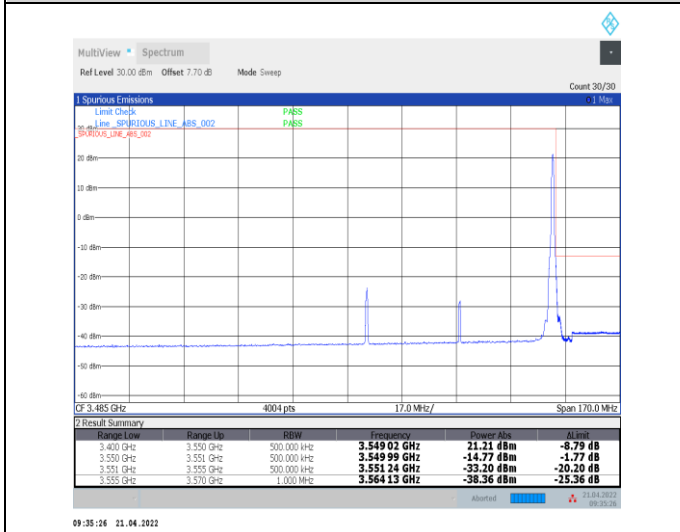 MultiView Spectrum
Ref Level 30.00 dBm Offset 7.70 dB Mode Sweep
Count 30/30
1 Spurious Emissions 1 Max
Limit Check PASS
Line _SPURIOUS_LINE_ABS_002 PASS
_SPURIOUS_LINE_ABS_002
20 dBm
10 dBm
0 dBm
-10 dBm
-20 dBm
-30 dBm
-40 dBm
-50 dBm
-60 dBm
CF 3.485 GHz 4004 pts 17.0 MHz/ Span 170.0 MHz
2 Result Summary
Range Low Range Up RBW Frequency Power Abs ΔLimit
3.400 GHz 3.550 GHz 500.000 kHz 3.549 02 GHz 21.21 dBm -8.79 dB
3.550 GHz 3.551 GHz 500.000 kHz 3.549 99 GHz -14.77 dBm -1.77 dB
3.551 GHz 3.555 GHz 500.000 kHz 3.551 24 GHz -33.20 dBm -20.20 dB
3.555 GHz 3.570 GHz 1.000 MHz 3.564 13 GHz -38.36 dBm -25.36 dB
Aborted 21.04.2022
09:35:26
09:35:26 21.04.2022